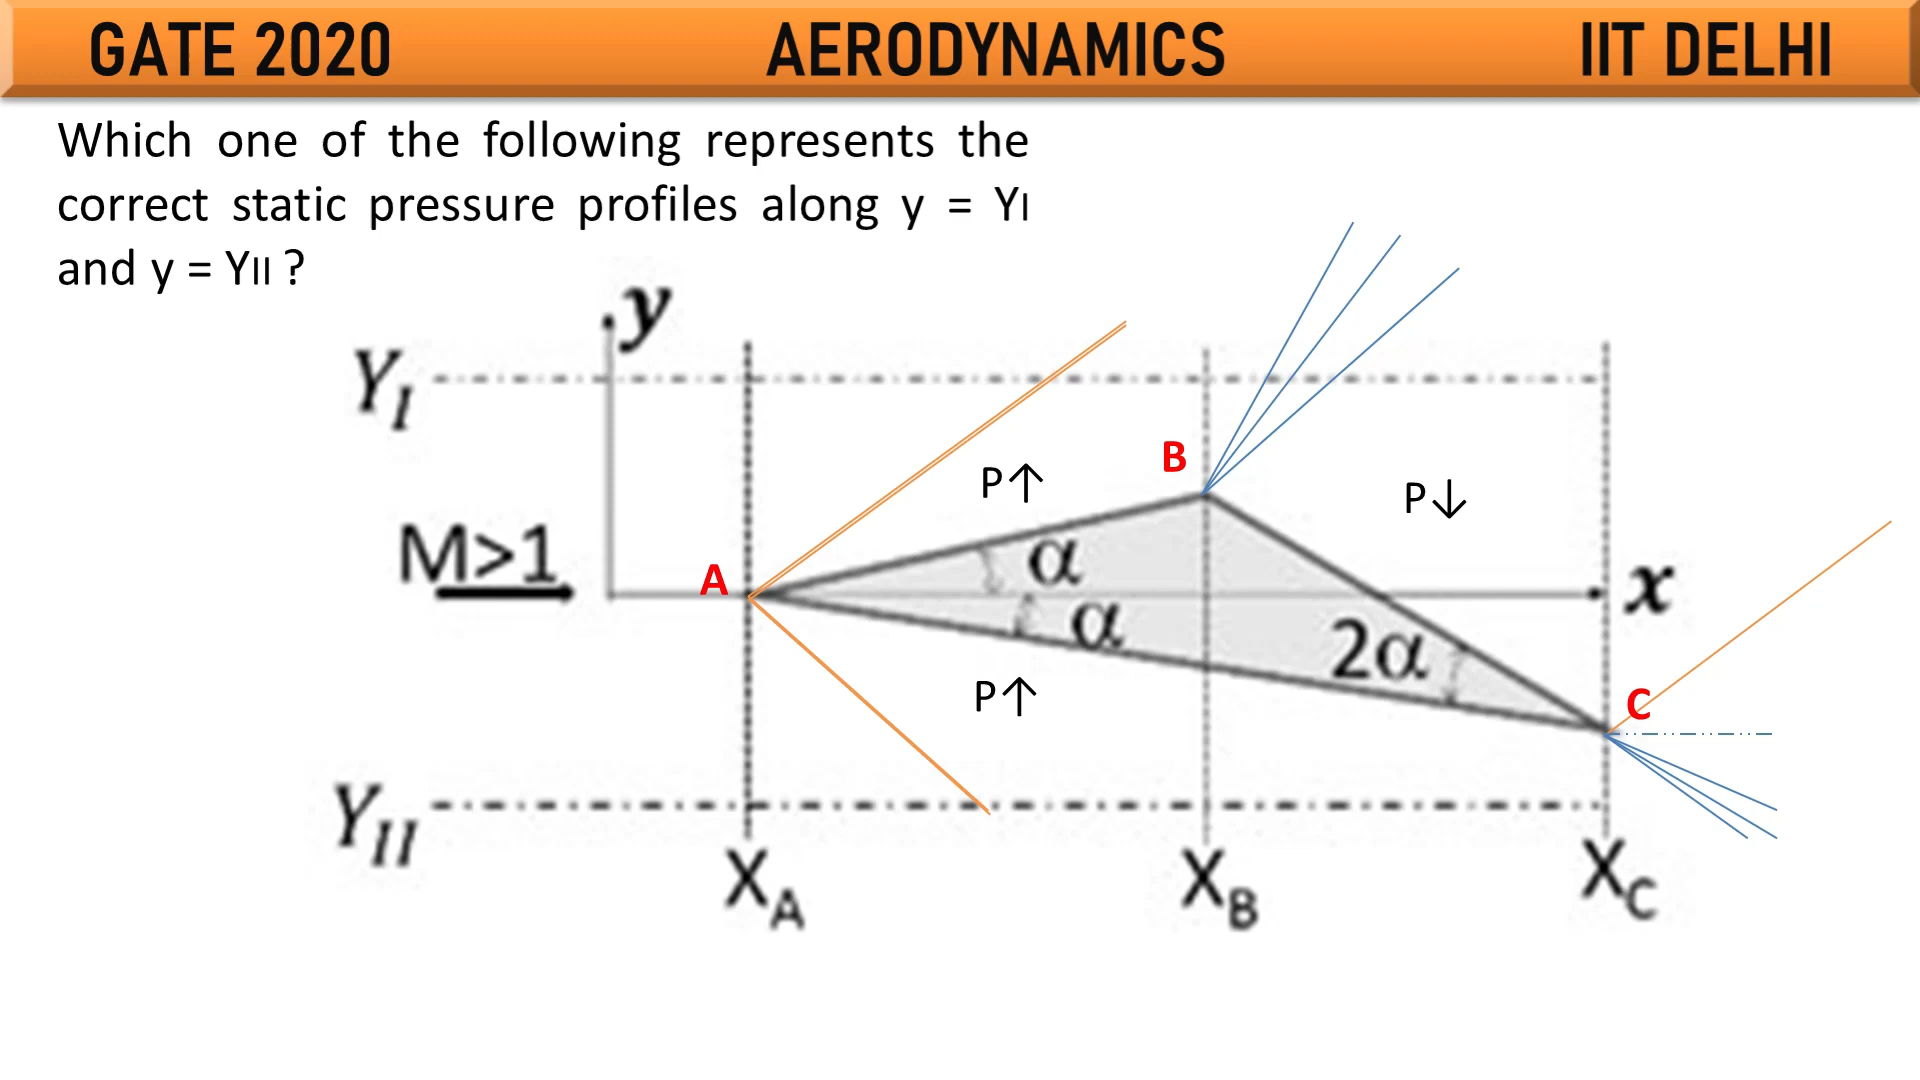 GATE 2020 AERODYNAMICS IIT DELHI
Which one of the following represents the
correct static pressure profiles along y = YI
and y = YII ?
y
YI
B
P↑
P↓
M>1
A
α
x
α
2α
P↑
C
YII
XA XB XC